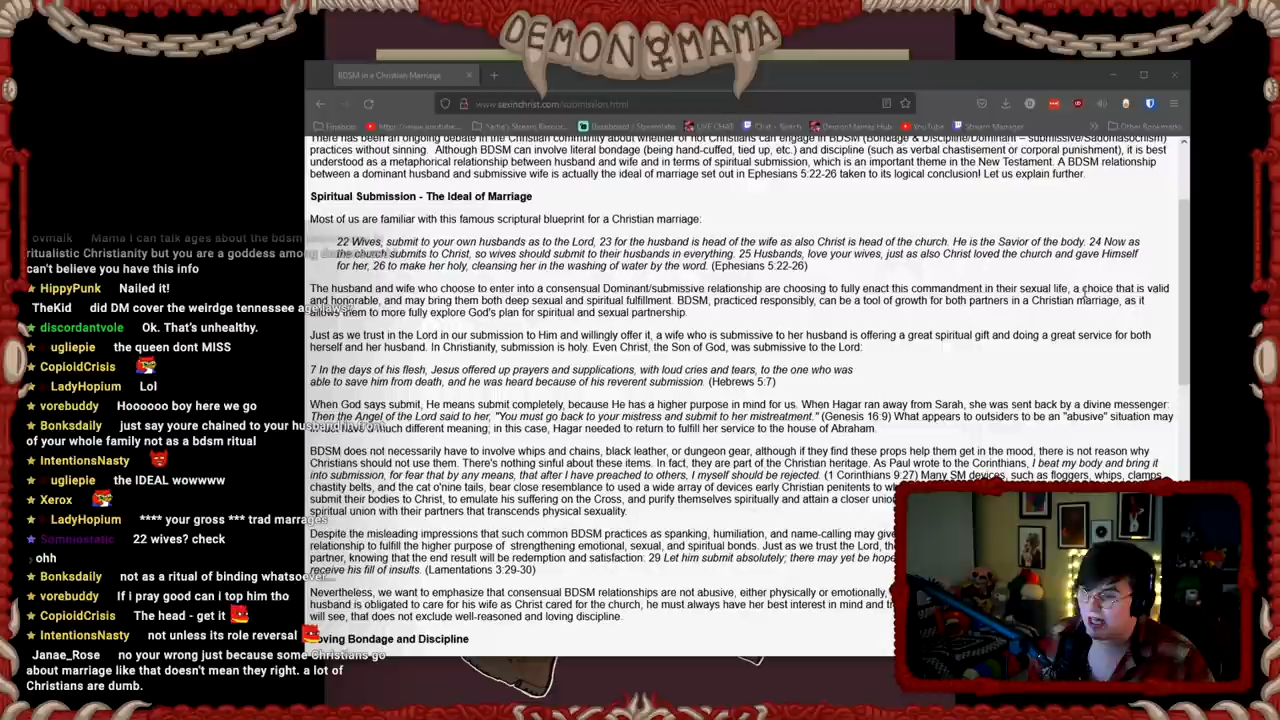 DEMON MAMA
BDSM in a Christian Marriage
www.sexinchrist.com/submission.html
LIVE CHAT
YouTube
Stream Manager
Other Bookmarks
practices without sinning. Although BDSM can involve literal bondage (being hand-cuffed, tied up, etc.) and discipline (such as verbal chastisement or corporal punishment), it is best
understood as a metaphorical relationship between husband and wife and in terms of spiritual submission, which is an important theme in the New Testament. A BDSM relationship
between a dominant husband and submissive wife is actually the ideal of marriage set out in Ephesians 5:22-26 taken to its logical conclusion! Let us explain further.
Spiritual Submission - The Ideal of Marriage
Most of us are familiar with this famous scriptural blueprint for a Christian marriage:
22 Wives, submit to your own husbands as to the Lord, 23 for the husband is head of the wife as also Christ is head of the church. He is the Savior of the body. 24 Now as
the church submits to Christ, so wives should submit to their husbands in everything. 25 Husbands, love your wives, just as also Christ loved the church and gave Himself
for her, 26 to make her holy, cleansing her in the washing of water by the word. (Ephesians 5:22-26)
The husband and wife who choose to enter into a consensual Dominant/submissive relationship are choosing to fully enact this commandment in their sexual life, a choice that is valid
and honorable, and may bring them both deep sexual and spiritual fulfillment. BDSM, practiced responsibly, can be a tool of growth for both partners in a Christian marriage, as it
allows them to more fully explore God's plan for spiritual and sexual partnership.
Just as we trust in the Lord in our submission to Him and willingly offer it, a wife who is submissive to her husband is offering a great spiritual gift and doing a great service for both
herself and her husband. In Christianity, submission is holy. Even Christ, the Son of God, was submissive to the Lord:
7 In the days of his flesh, Jesus offered up prayers and supplications, with loud cries and tears, to the one who was
able to save him from death, and he was heard because of his reverent submission. (Hebrews 5:7)
When God says submit, He means submit completely, because He has a higher purpose in mind for us. When Hagar ran away from Sarah, she was sent back by a divine messenger:
Then the Angel of the Lord said to her, "You must go back to your mistress and submit to her mistreatment." (Genesis 16:9) What appears to outsiders to be an "abusive" situation may
have a much different meaning; in this case, Hagar needed to return to fulfill her service to the house of Abraham.
BDSM does not necessarily have to involve whips and chains, black leather, or dungeon gear, although if they find these props help them get in the mood, there is not reason why
Christians should not use them. There's nothing sinful about these items. In fact, they are part of the Christian heritage. As Paul wrote to the Corinthians, I beat my body and bring it
into submission, for fear that by any means, that after I have preached to others, I myself should be rejected. (1 Corinthians 9:27) Many SM devices, such as floggers, whips, clamps,
chastity belts, and the cat o'nine tails, bear close resemblance to used a wide array of devices early Christian penitents to
submit their bodies to Christ, to emulate his suffering on the Cross, and purify themselves spiritually and attain a closer
spiritual union with their partners that transcends physical sexuality.
Despite the misleading impressions that such common BDSM practices as spanking, humiliation, and name-calling may give
relationship to fulfill the higher purpose of strengthening emotional, sexual, and spiritual bonds. Just as we trust the Lord,
partner, knowing that the end result will be redemption and satisfaction: 29 Let him submit absolutely; there may yet be hope
receive his fill of insults. (Lamentations 3:29-30)
Nevertheless, we want to emphasize that consensual BDSM relationships are not abusive, either physically or emotionally,
husband is obligated to care for his wife as Christ cared for the church, he must always have her best interest in mind and
will see, that does not exclude well-reasoned and loving discipline.
Loving Bondage and Discipline
ovmalk Mama I can talk ages about the bdsm
ritualistic Christianity but you are a goddess among
can't believe you have this info
HippyPunk Nailed it!
TheKid did DM cover the weirdge tennessee age laws?
discordantvole Ok. That's unhealthy.
ugliepie the queen dont MISS
CopioidCrisis
LadyHopium Lol
vorebuddy Hoooooo boy here we go
Bonksdaily just say youre chained to your husband in front
of your whole family not as a bdsm ritual
IntentionsNasty
ugliepie the IDEAL wowwww
Xerox
LadyHopium **** your gross *** trad marrages
Somniostatic 22 wives? check
ohh
Bonksdaily not as a ritual of binding whatsoever...
vorebuddy If i pray good can i top him tho
CopioidCrisis The head - get it
IntentionsNasty not unless its role reversal
Janae_Rose no your wrong just because some Christians go
about marriage like that doesn't mean they right. a lot of
Christians are dumb.